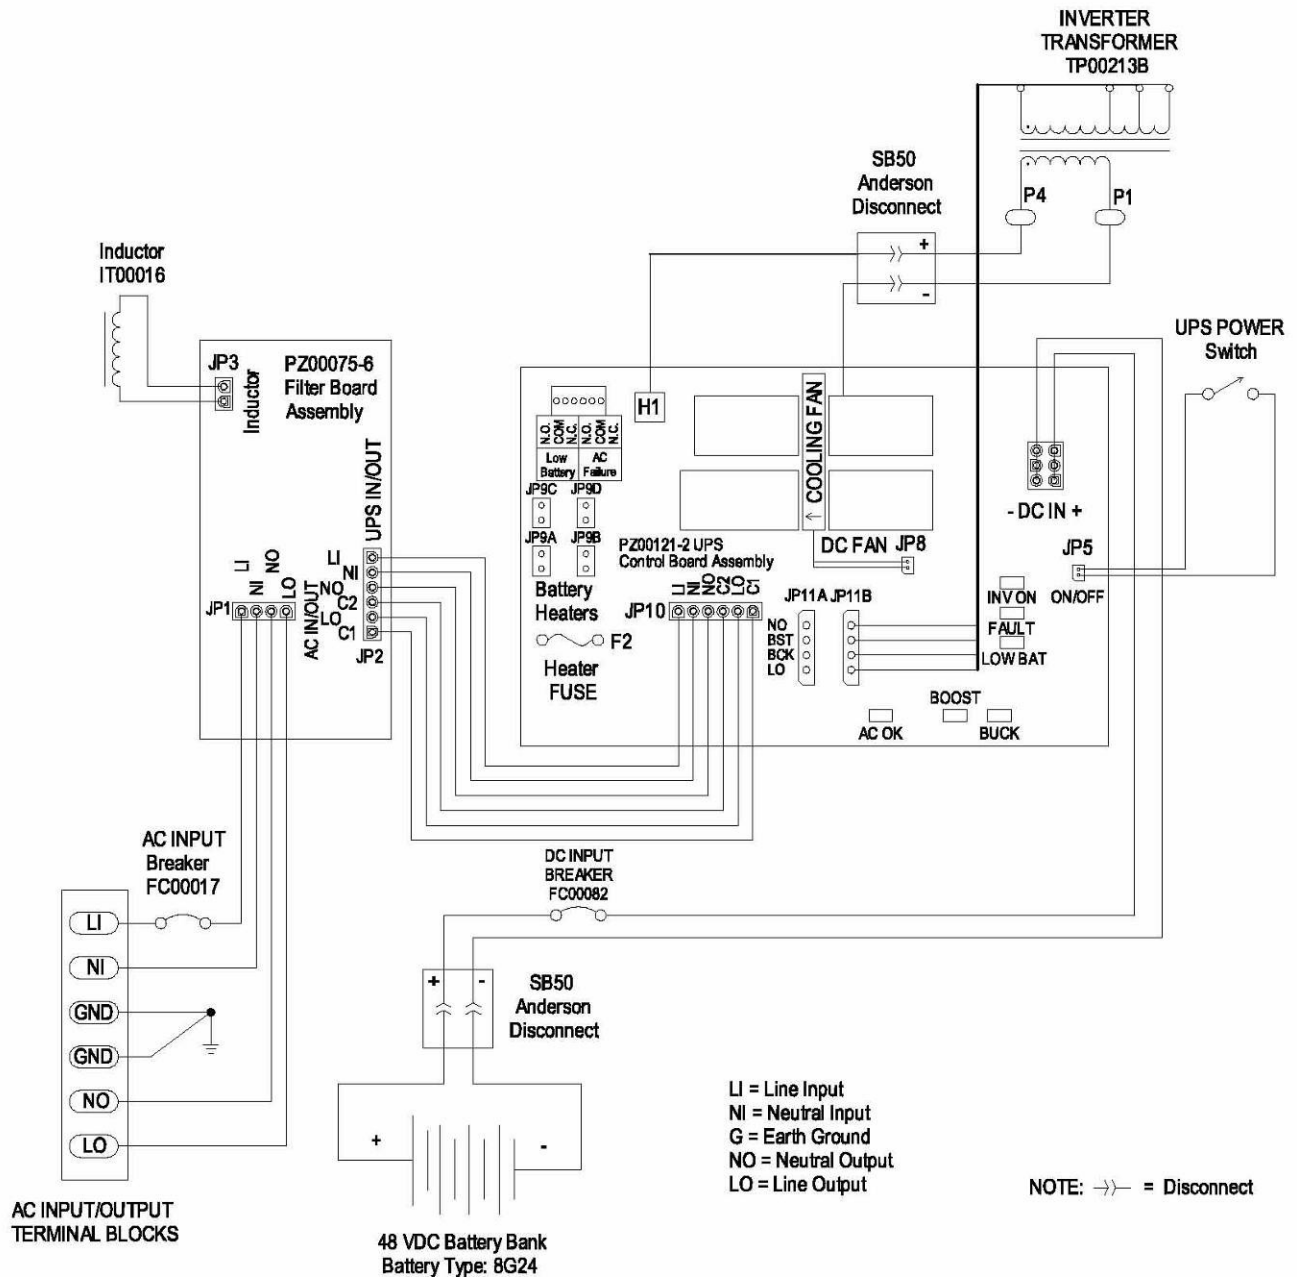 INVERTER
TRANSFORMER
TP00213B
SB50
Anderson
Disconnect
P4
P1
+
-
Inductor
IT00016
UPS POWER
Switch
JP3
PZ00075-6
Filter Board
Assembly
Inductor
UPS IN/OUT
LI
NI
NO
C2
LO
C1
JP2
LI
NI
NO
LO
JP1
AC IN/OUT
H1
N.O.
COM
N.C.
N.O.
COM
N.C.
Low
Battery
AC
Failure
JP9C
JP9D
JP9A
JP9B
Battery
Heaters
F2
Heater
FUSE
COOLING FAN
←
PZ00121-2 UPS
Control Board Assembly
DC FAN
JP8
LI
NI
NO
C2
LO
C1
JP10
JP11A
JP11B
NO
BST
BCK
LO
- DC IN +
JP5
ON/OFF
INV ON
FAULT
LOW BAT
BOOST
AC OK
BUCK
AC INPUT
Breaker
FC00017
DC INPUT
BREAKER
FC00082
LI
NI
GND
GND
NO
LO
AC INPUT/OUTPUT
TERMINAL BLOCKS
+
-
SB50
Anderson
Disconnect
+
-
48 VDC Battery Bank
Battery Type: 8G24
LI = Line Input
NI = Neutral Input
G = Earth Ground
NO = Neutral Output
LO = Line Output
NOTE: = Disconnect